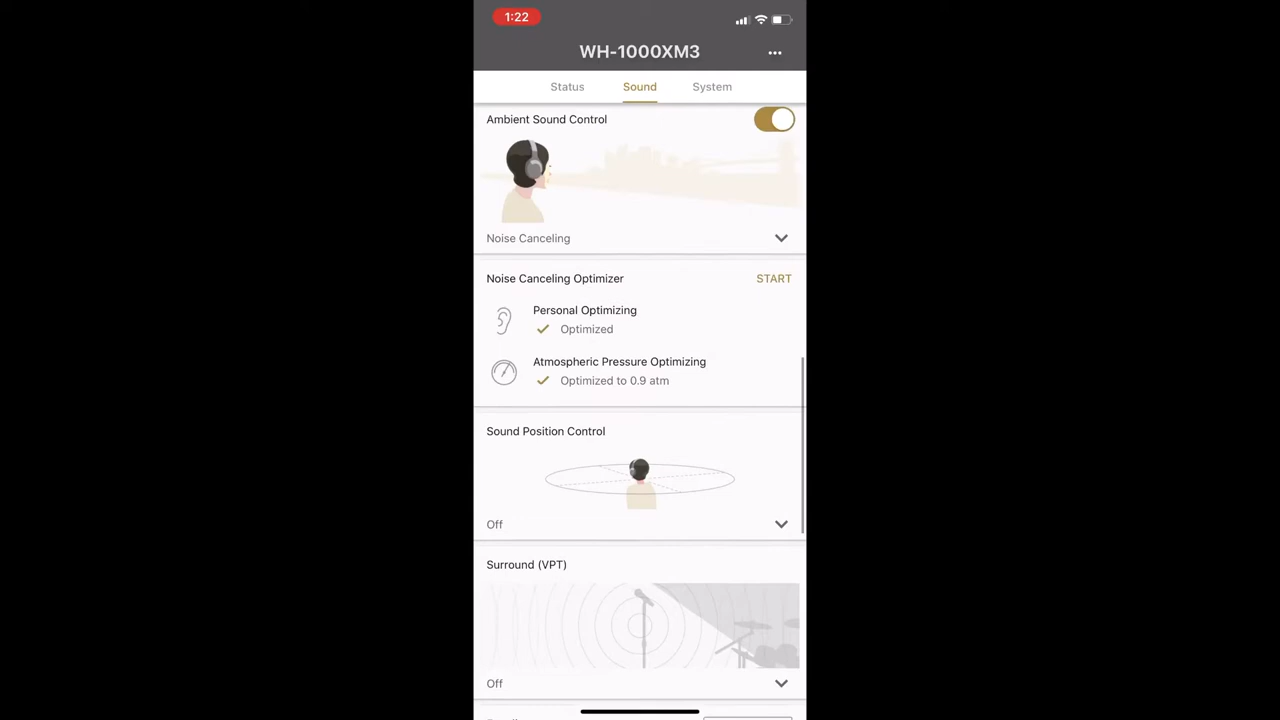 1:22
WH-1000XM3
Status Sound System
Ambient Sound Control
Noise Canceling
Noise Canceling Optimizer START
Personal Optimizing
Optimized
Atmospheric Pressure Optimizing
Optimized to 0.9 atm
Sound Position Control
Off
Surround (VPT)
Off